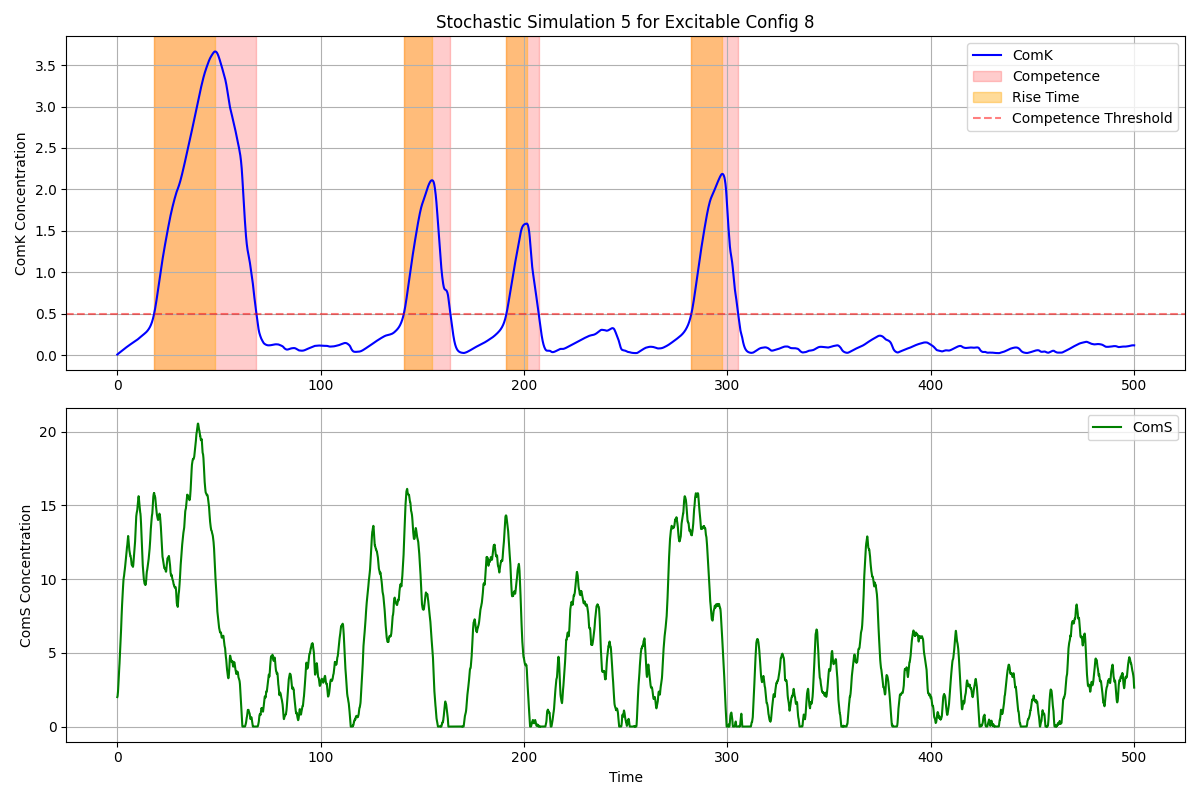 Stochastic Simulation 5 for Excitable Config 8
ComK Concentration
3.5
3.0
2.5
2.0
1.5
1.0
0.5
0.0
ComK
Competence
Rise Time
Competence Threshold
0 100 200 300 400 500
ComS Concentration
20
15
10
5
0
ComS
0 100 200 300 400 500
Time